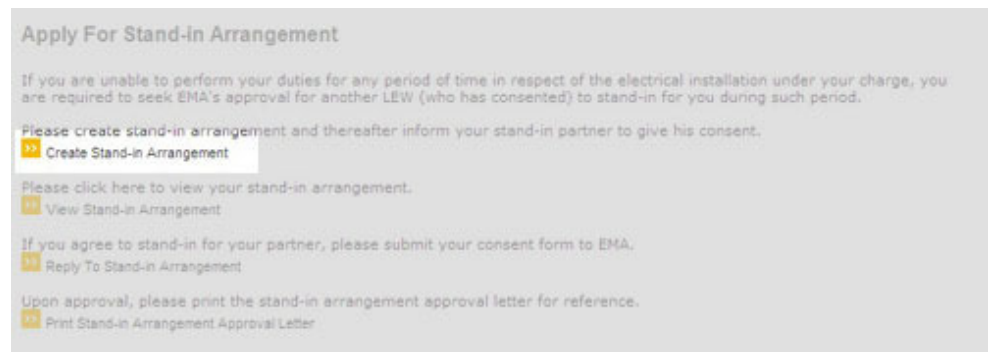 Apply For Stand-in Arrangement
If you are unable to perform your duties for any period of time in respect of the electrical installation under your charge, you
are required to seek EMA's approval for another LEW (who has consented) to stand-in for you during such period.
Please create stand-in arrangement and thereafter inform your stand-in partner to give his consent.
Create Stand-in Arrangement
Please click here to view your stand-in arrangement.
View Stand-in Arrangement
If you agree to stand-in for your partner, please submit your consent form to EMA.
Reply To Stand-in Arrangement
Upon approval, please print the stand-in arrangement approval letter for reference.
Print Stand-in Arrangement Approval Letter